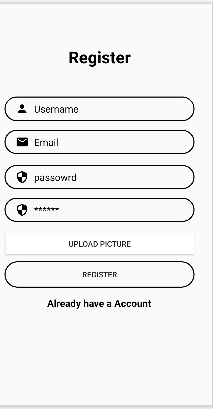 Register
Username
Email
passowrd
******
UPLOAD PICTURE
REGISTER
Already have a Account